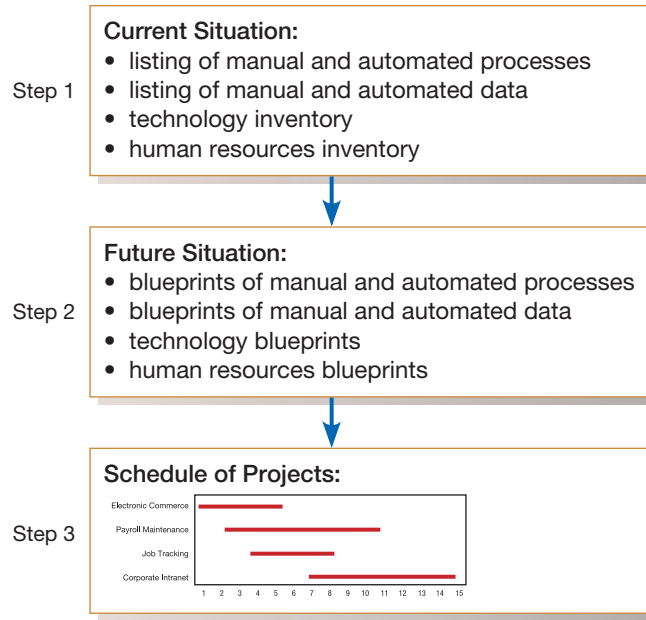 Step 1
Current Situation:
• listing of manual and automated processes
• listing of manual and automated data
• technology inventory
• human resources inventory
Step 2
Future Situation:
• blueprints of manual and automated processes
• blueprints of manual and automated data
• technology blueprints
• human resources blueprints
Step 3
Schedule of Projects:
Electronic Commerce
Payroll Maintenance
Job Tracking
Corporate Intranet
1 2 3 4 5 6 7 8 9 10 11 12 13 14 15